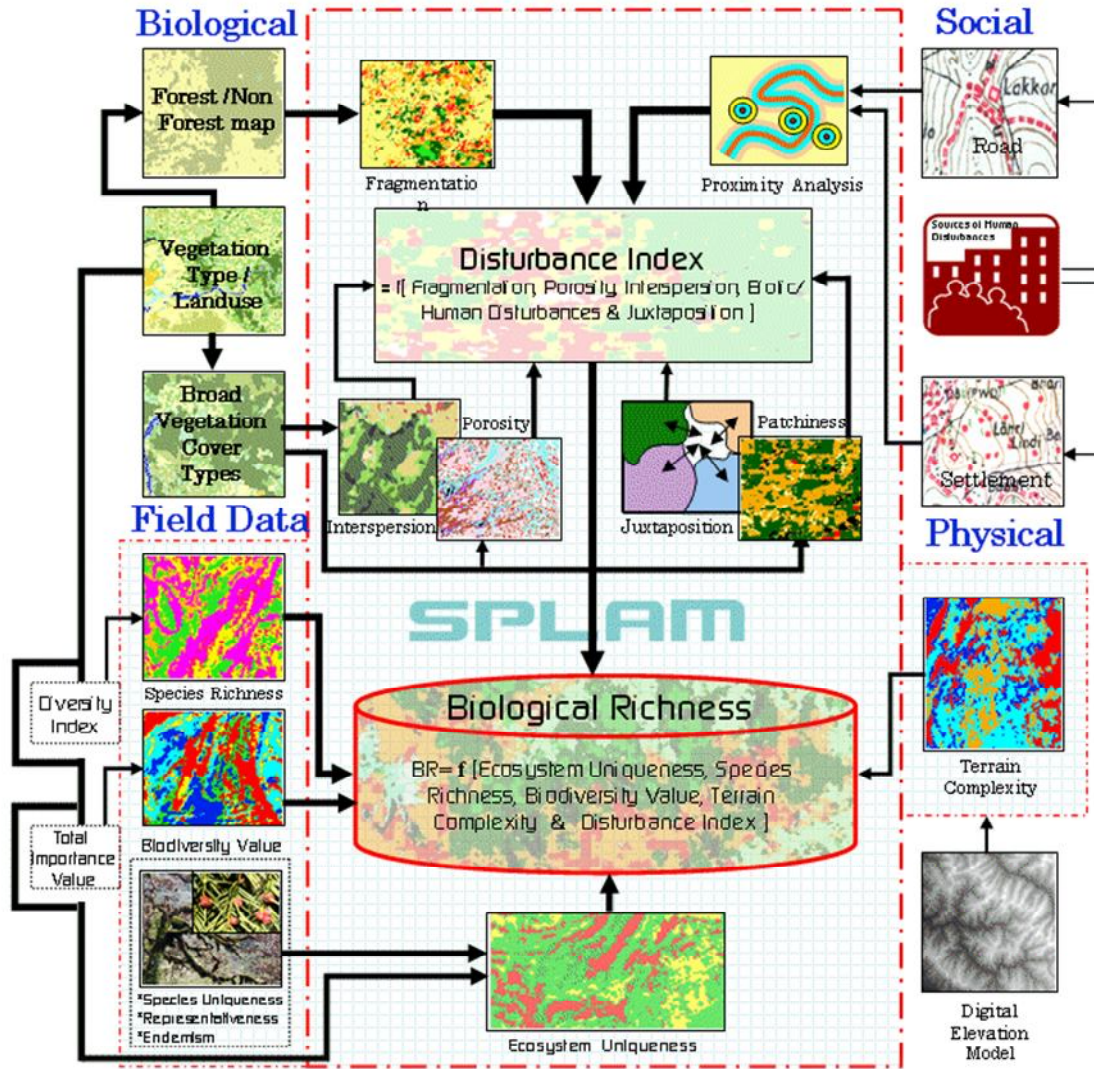 Biological
Social
Forest /Non
Forest map
Fragmentatio
n
Proximity Analysis
Lakkar
Road
Vegetation
Type /
Landuse
Disturbance Index
= f[ Fragmentation, Porosity, Interspersion, Biotic/
Human Disturbances & Juxtaposition ]
Sources of Human
Disturbances
Broad
Vegetation
Cover
Types
Porosity
Patchiness
Interspersion
Juxtaposition
Lindi
Settlement
Field Data
Physical
SPLAM
Species Richness
Diversity
Index
Biological Richness
BR= f [Ecosystem Uniqueness, Species
Richness, Biodiversity Value, Terrain
Complexity & Disturbance Index ]
Terrain
Complexity
Total
Importance
Value
Biodiversity Value
*Species Uniqueness
*Representativeness
*Endemism
Ecosystem Uniqueness
Digital
Elevation
Model